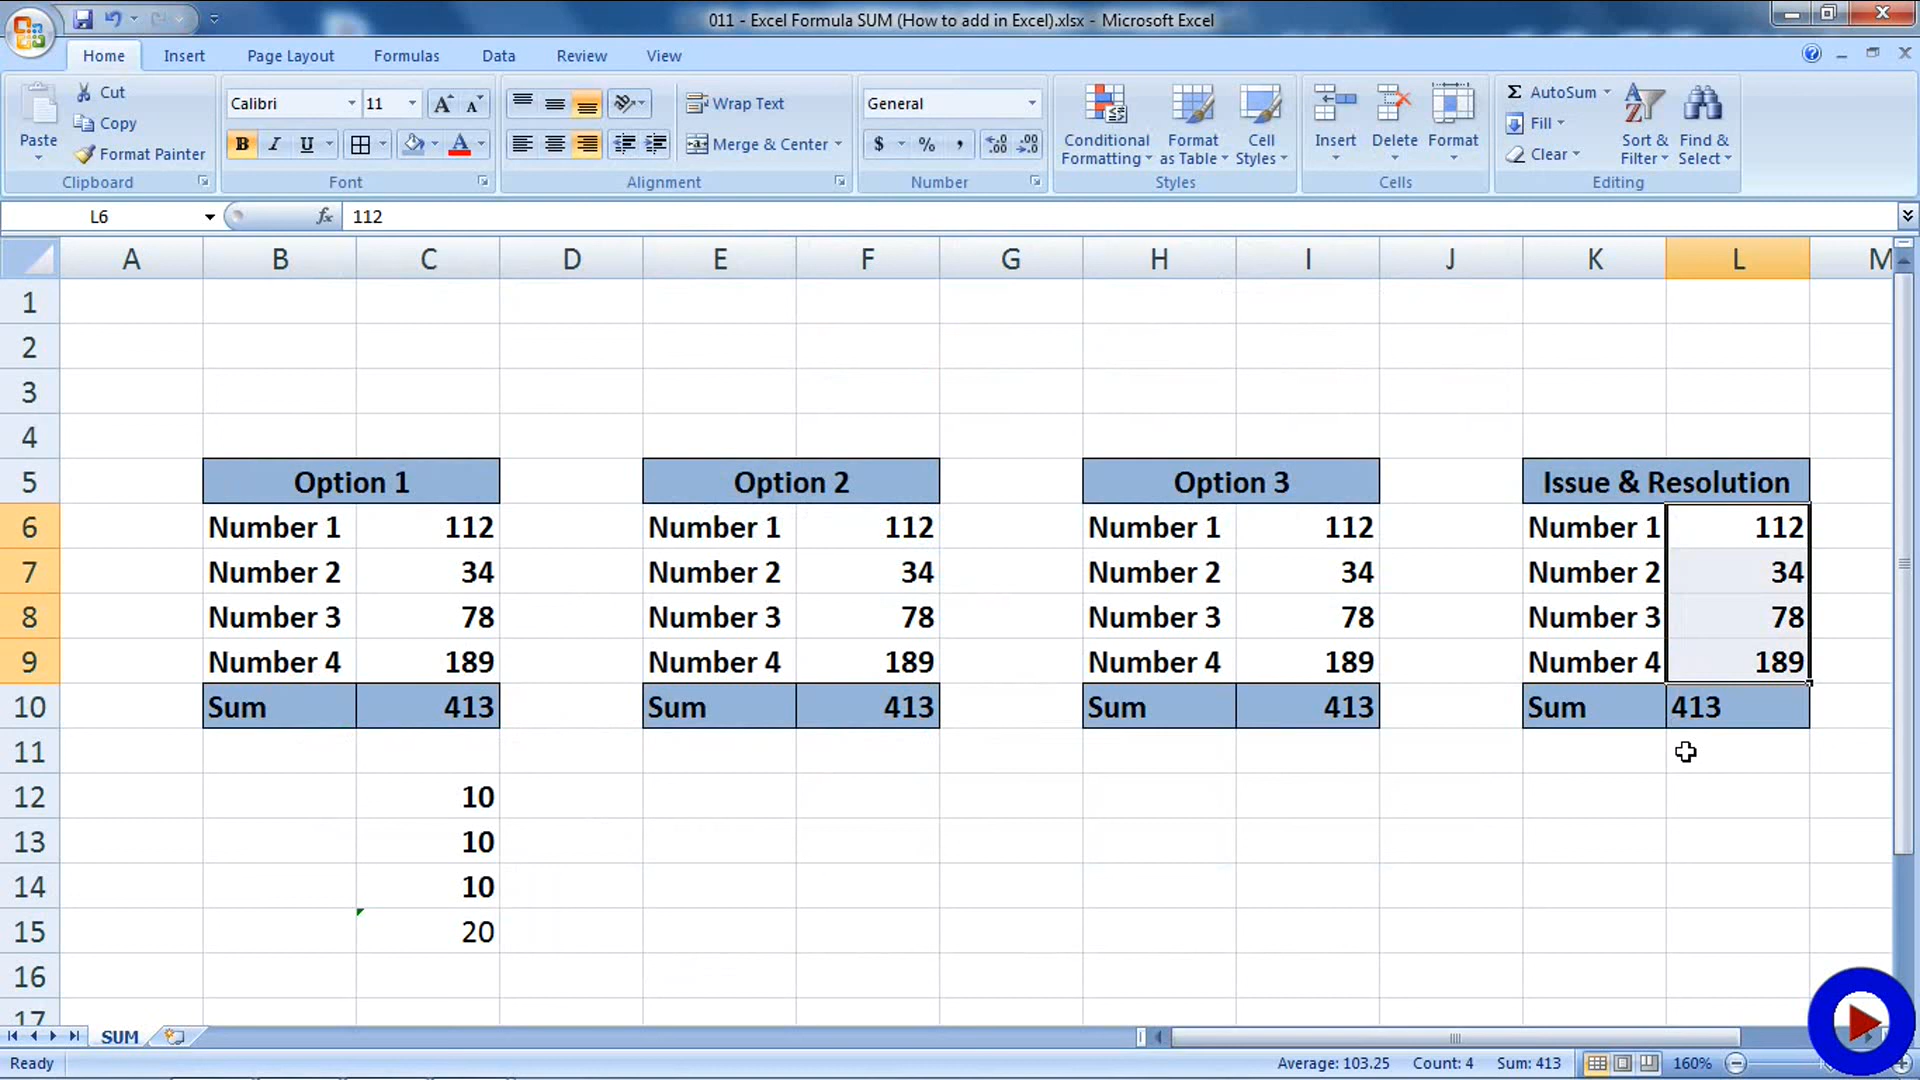 011 - Excel Formula SUM (How to add in Excel).xlsx - Microsoft Excel
Home Insert Page Layout Formulas Data Review View
Paste Cut Copy Format Painter Clipboard
Calibri 11 A A B I U A Font
Wrap Text Merge & Center Alignment
General $ % , .0 .00 .00 .0 Number
Conditional Formatting Format as Table Cell Styles Styles
Insert Delete Format Cells
Σ AutoSum Fill Clear Sort & Filter Find & Select Editing
L6 fx 112
A B C D E F G H I J K L M
1
2
3
4
5 Option 1 Option 2 Option 3 Issue & Resolution
6 Number 1 112 Number 1 112 Number 1 112 Number 1 112
7 Number 2 34 Number 2 34 Number 2 34 Number 2 34
8 Number 3 78 Number 3 78 Number 3 78 Number 3 78
9 Number 4 189 Number 4 189 Number 4 189 Number 4 189
10 Sum 413 Sum 413 Sum 413 Sum 413
11
12 10
13 10
14 10
15 20
16
17
SUM
Ready Average: 103.25 Count: 4 Sum: 413 160%